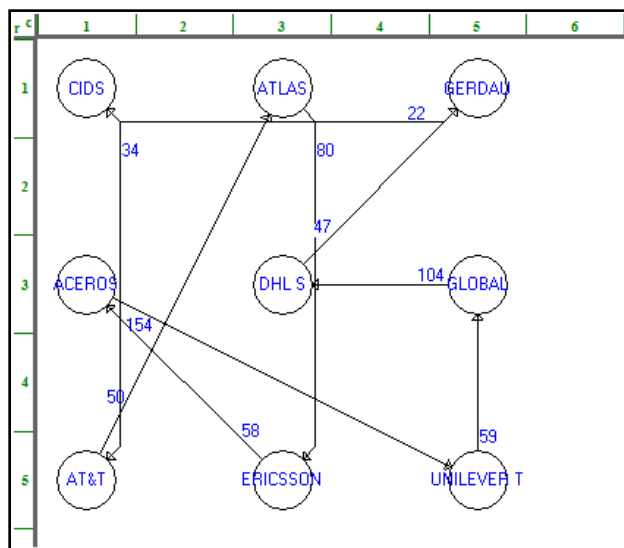 r c 1 2 3 4 5 6
1 CIDS ATLAS GERDAU
22
34 80
2
47
3 ACEROS DHL S 104 GLOBAL
154
4 50
58 59
5 AT&T ERICSSON UNILEVER T